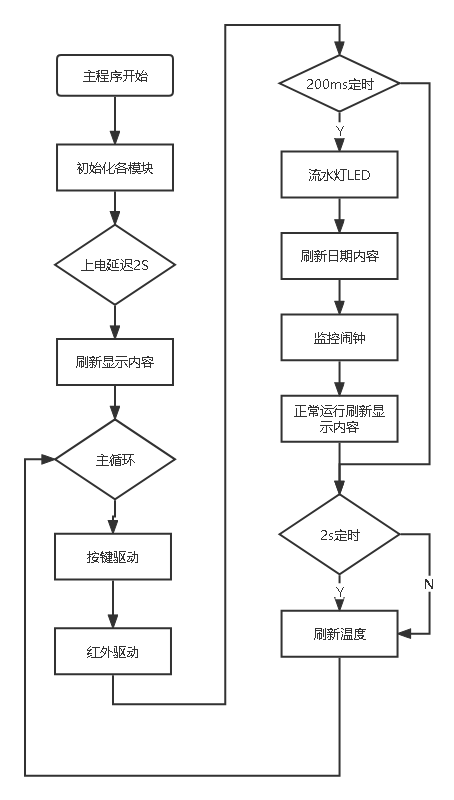 主程序开始
初始化各模块
上电延迟2S
刷新显示内容
主循环
按键驱动
红外驱动
200ms定时
Y
流水灯LED
刷新日期内容
监控闹钟
正常运行刷新显
示内容
2s定时
N
Y
刷新温度